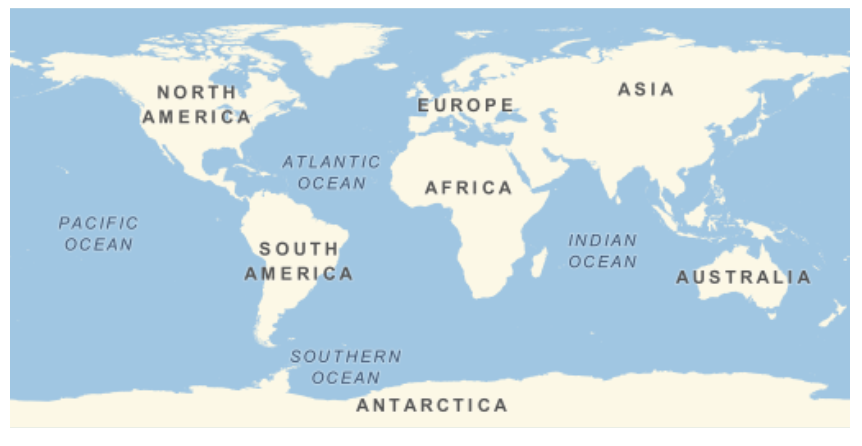 NORTH
AMERICA
EUROPE
ASIA
ATLANTIC
OCEAN
AFRICA
PACIFIC
OCEAN
SOUTH
AMERICA
INDIAN
OCEAN
AUSTRALIA
SOUTHERN
OCEAN
ANTARCTICA